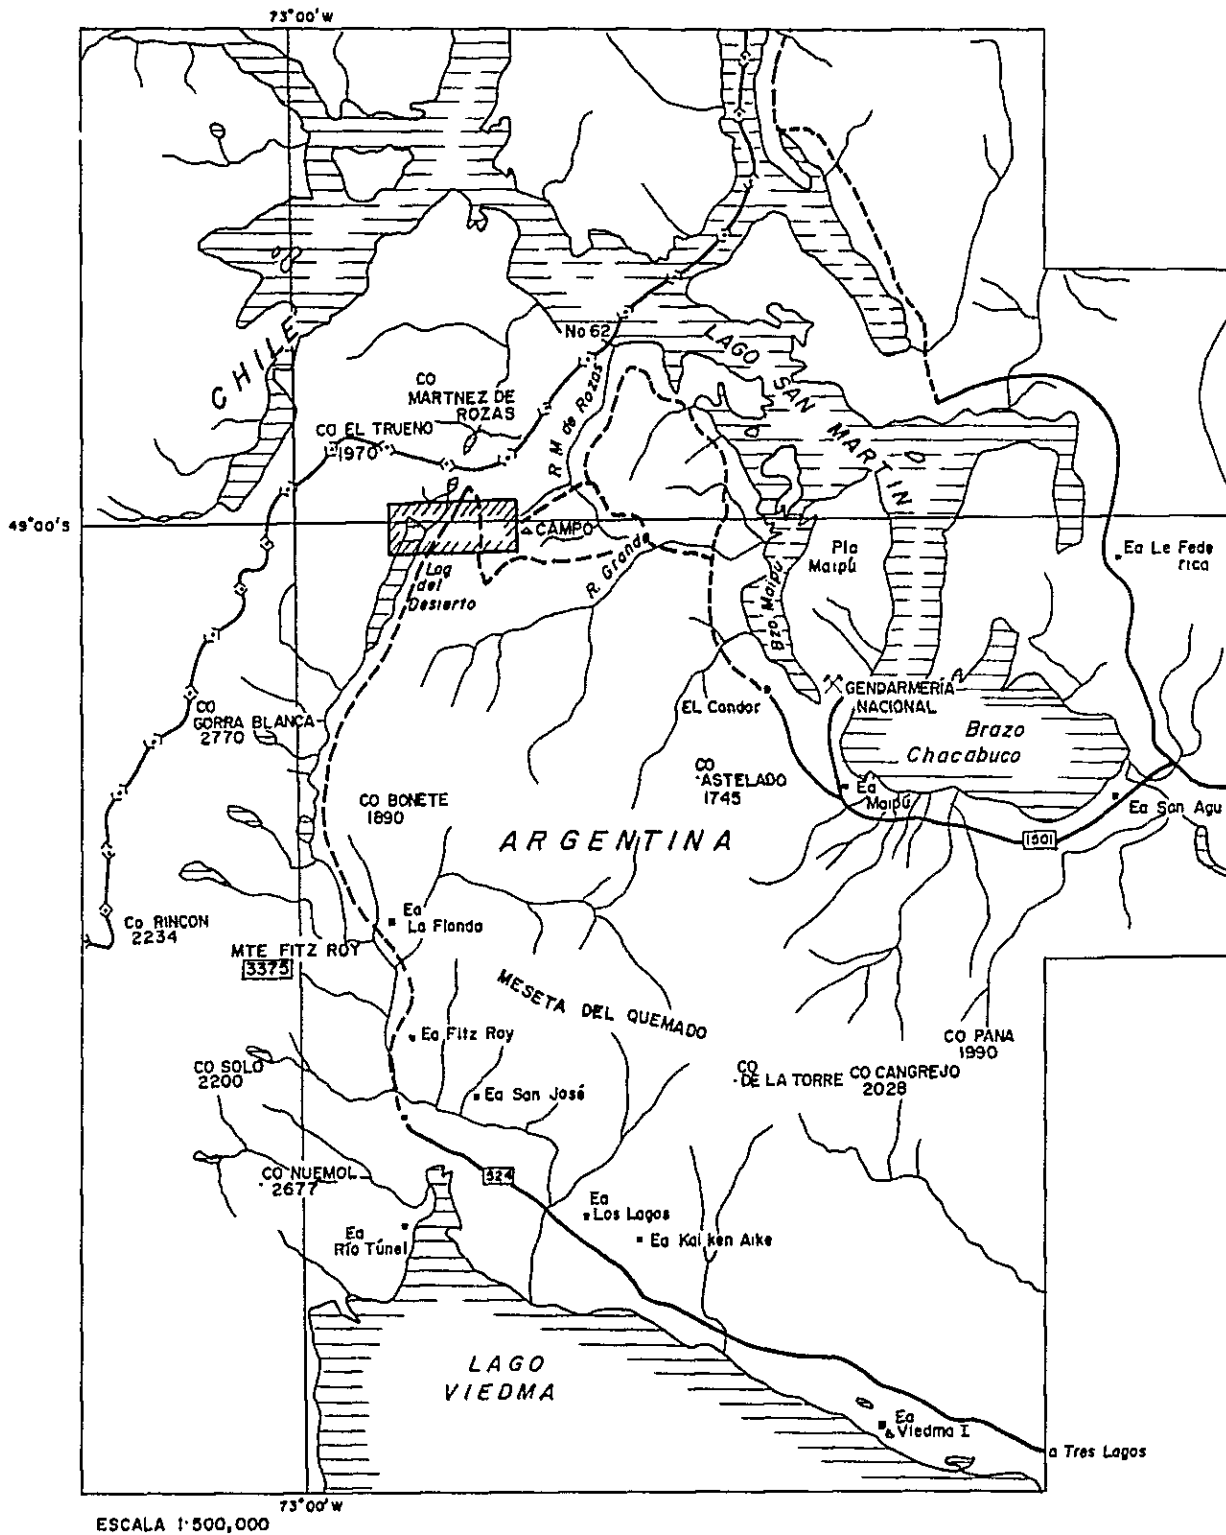 73°00'W
No 62
CHILE
LAGO SAN MARTIN
CO
MARTNEZ DE
ROZAS
R M de Rozas
CO EL TRUENO
1970
49°00'S
CAMPO
Lag
del
Desierto
R. Grande
Bzo Maipú
Pla
Maipú
Ea Le Fede
rica
GENDARMERÍA
NACIONAL
EL Condor
CO
GORRA BLANCA
2770
Brazo
Chacabuco
CO
ASTELADO
1745
Ea
Maipú
Ea San Agu
CO BONETE
1890
ARGENTINA
1501
Ea
La Flonda
Co RINCON
2234
MTE FITZ ROY
3375
MESETA DEL QUEMADO
Ea Fitz Roy
CO PANA
1990
CO SOLO
2200
CO
DE LA TORRE
CO CANGREJO
2028
Ea San José
CO NUEMOL
2677
524
Ea
Los Lagos
Ea
Río Túnel
Ea Kaiken Aike
LAGO
VIEDMA
Ea
Viedma I
a Tres Lagos
73°00'W
ESCALA 1:500,000